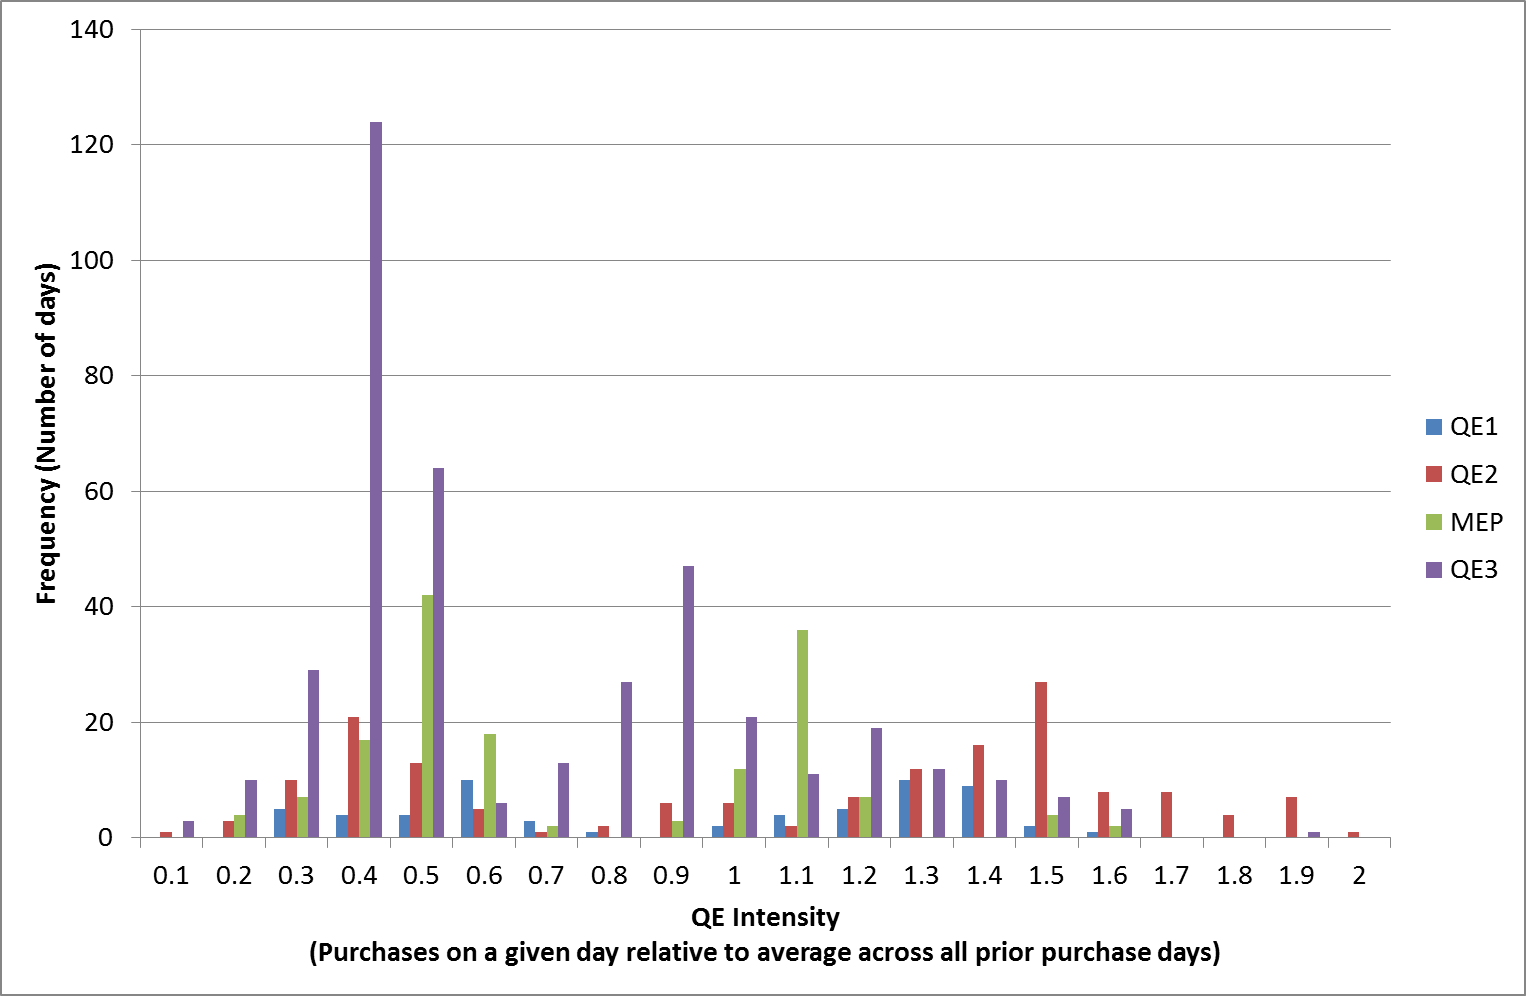 140
120
100
80
60
40
20
0
Frequency (Number of days)
0.1 0.2 0.3 0.4 0.5 0.6 0.7 0.8 0.9 1 1.1 1.2 1.3 1.4 1.5 1.6 1.7 1.8 1.9 2
QE Intensity
(Purchases on a given day relative to average across all prior purchase days)
QE1
QE2
MEP
QE3